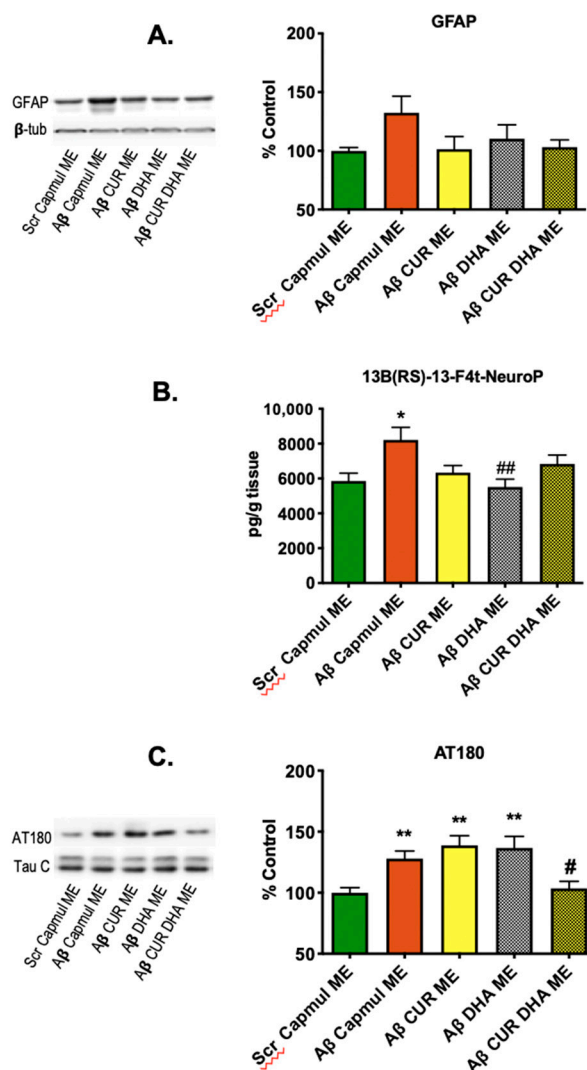 A.
GFAP
β-tub
Scr Capmul ME
Aβ Capmul ME
Aβ CUR ME
Aβ DHA ME
Aβ CUR DHA ME
GFAP
% Control
200
150
100
50
Scr Capmul ME
Aβ Capmul ME
Aβ CUR ME
Aβ DHA ME
Aβ CUR DHA ME
B.
13B(RS)-13-F4t-NeuroP
pg/g tissue
10,000
8000
6000
4000
2000
0
*
##
Scr Capmul ME
Aβ Capmul ME
Aβ CUR ME
Aβ DHA ME
Aβ CUR DHA ME
C.
AT180
Tau C
Scr Capmul ME
Aβ Capmul ME
Aβ CUR ME
Aβ DHA ME
Aβ CUR DHA ME
AT180
% Control
200
150
100
50
**
**
**
#
Scr Capmul ME
Aβ Capmul ME
Aβ CUR ME
Aβ DHA ME
Aβ CUR DHA ME